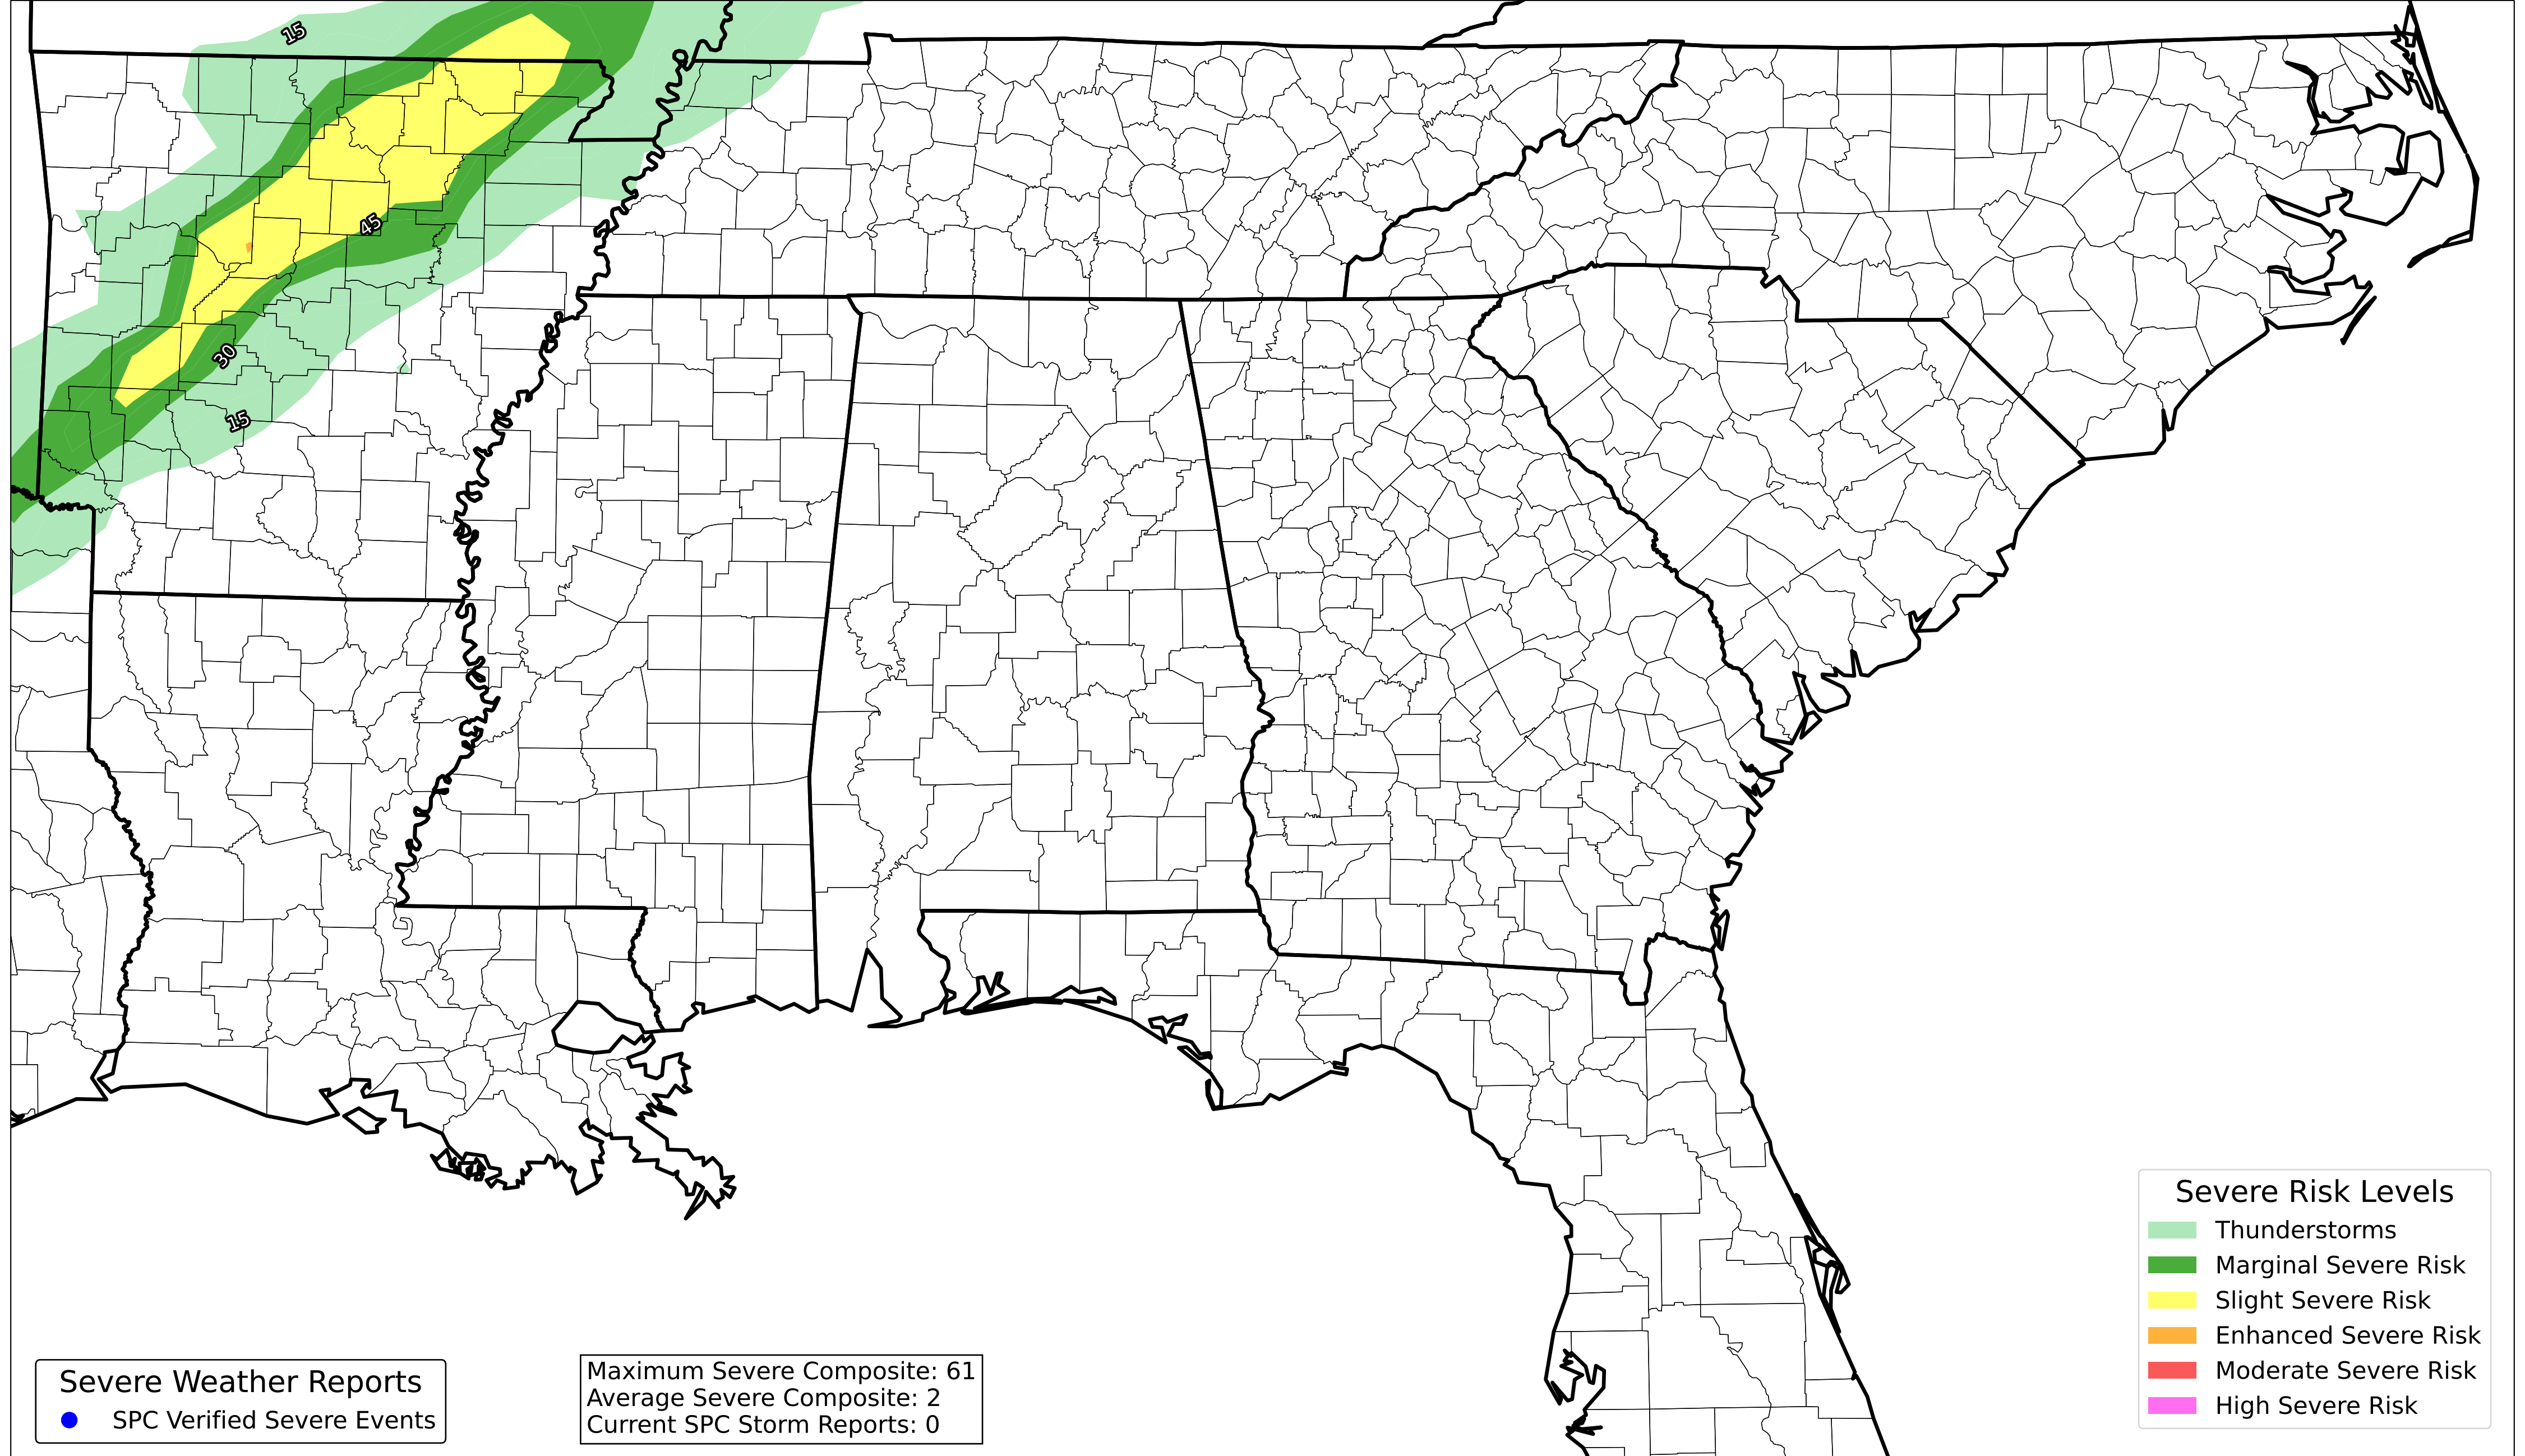 15
45
30
15
Severe Risk Levels
Thunderstorms
Marginal Severe Risk
Slight Severe Risk
Enhanced Severe Risk
Moderate Severe Risk
High Severe Risk
Severe Weather Reports
SPC Verified Severe Events
Maximum Severe Composite: 61
Average Severe Composite: 2
Current SPC Storm Reports: 0